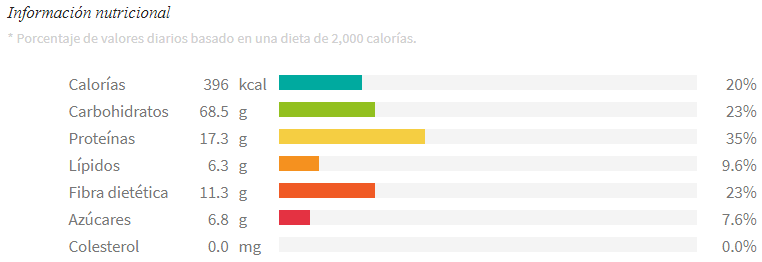 Información nutricional
* Porcentaje de valores diarios basado en una dieta de 2,000 calorías.
Calorías 396 kcal 20%
Carbohidratos 68.5 g 23%
Proteínas 17.3 g 35%
Lípidos 6.3 g 9.6%
Fibra dietética 11.3 g 23%
Azúcares 6.8 g 7.6%
Colesterol 0.0 mg 0.0%